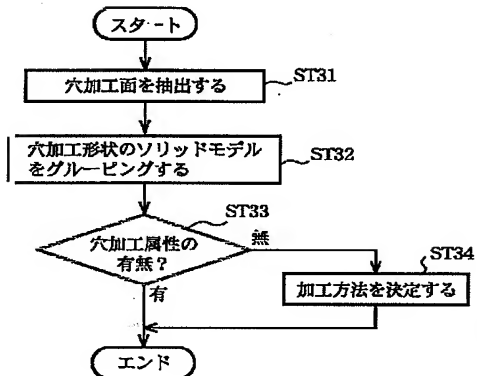 スタート
穴加工面を抽出する
ST31
穴加工形状のソリッドモデル
をグルーピングする
ST32
ST33
穴加工属性の
有無？
無
ST34
加工方法を決定する
有
エンド